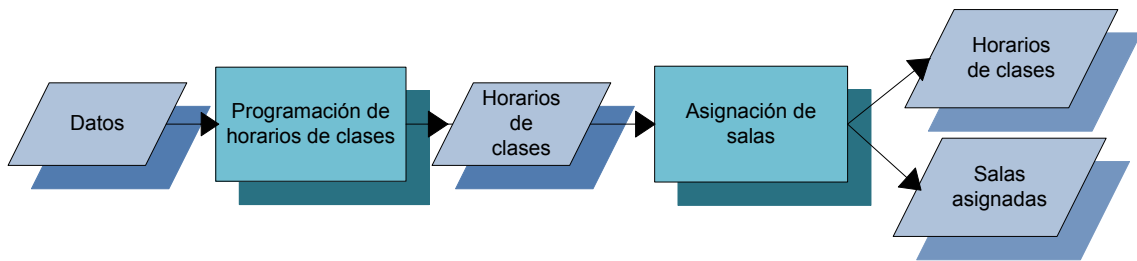 Datos
Programación de
horarios de clases
Horarios
de
clases
Asignación de
salas
Horarios
de clases
Salas
asignadas